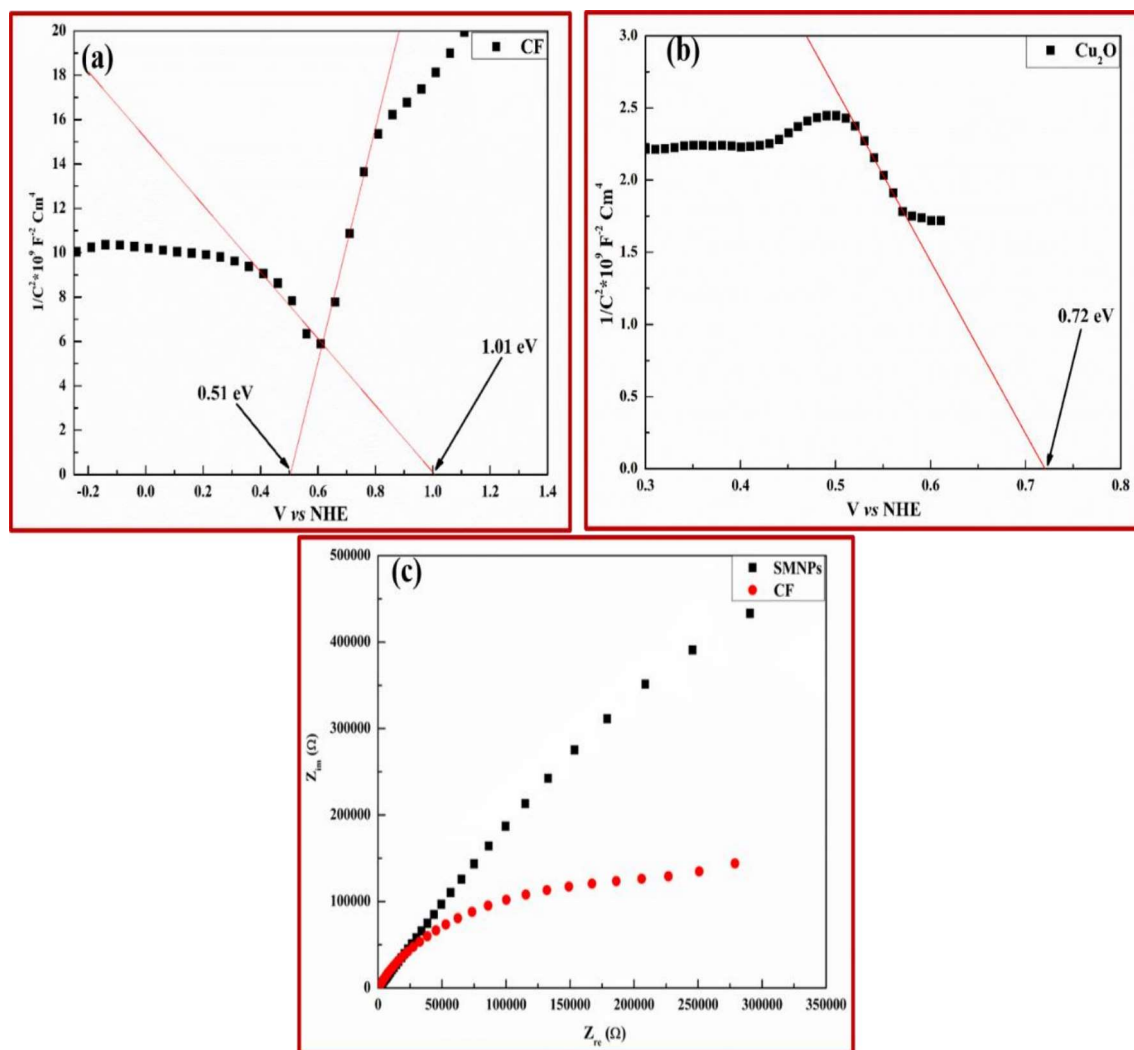 (a)
CF
20
18
16
14
12
10
8
6
4
2
0
1/C²*10⁹ F⁻² Cm⁴
0.51 eV
1.01 eV
-0.2 0.0 0.2 0.4 0.6 0.8 1.0 1.2 1.4
V vs NHE
(b)
Cu₂O
3.0
2.5
2.0
1.5
1.0
0.5
0.0
1/C²*10⁹ F⁻² Cm⁴
0.72 eV
0.3 0.4 0.5 0.6 0.7 0.8
V vs NHE
(c)
SMNPs
CF
500000
400000
300000
200000
100000
0
Zim (Ω)
0 50000 100000 150000 200000 250000 300000 350000
Zre (Ω)